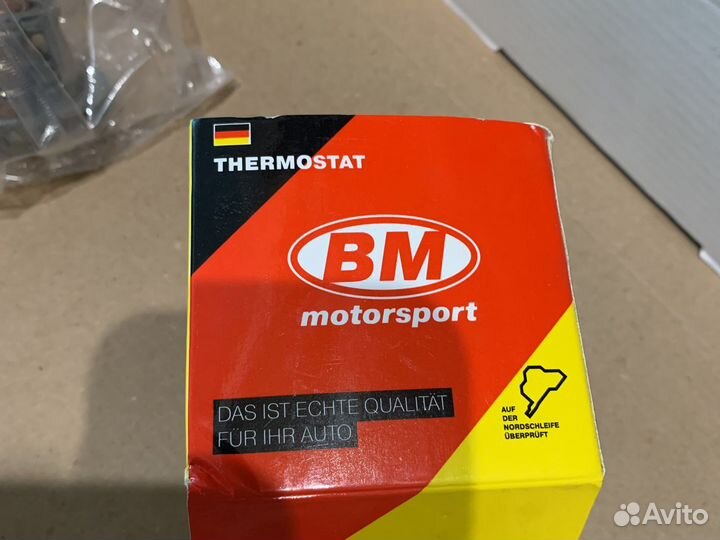 THERMOSTAT
BM
motorsport
DAS IST ECHTE QUALITÄT
FÜR IHR AUTO
AUF
DER
NORDSCHLEIFE
ÜBERPRÜFT
Avito